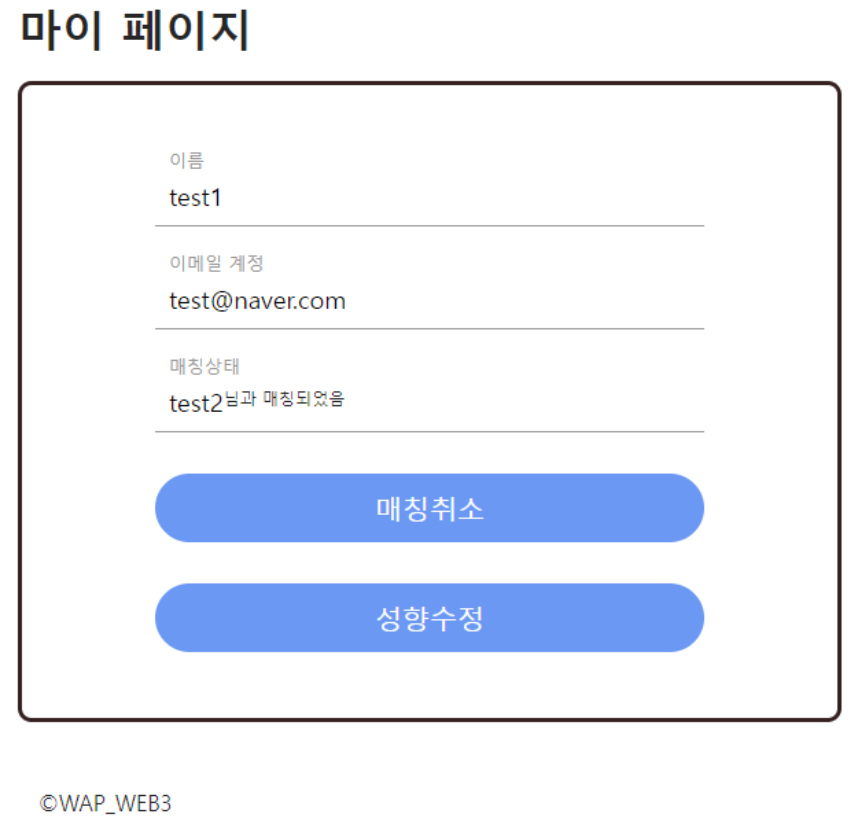 마이 페이지
이름
test1
이메일 계정
test@naver.com
매칭상태
test2님과 매칭되었음
매칭취소
성향수정
©WAP_WEB3